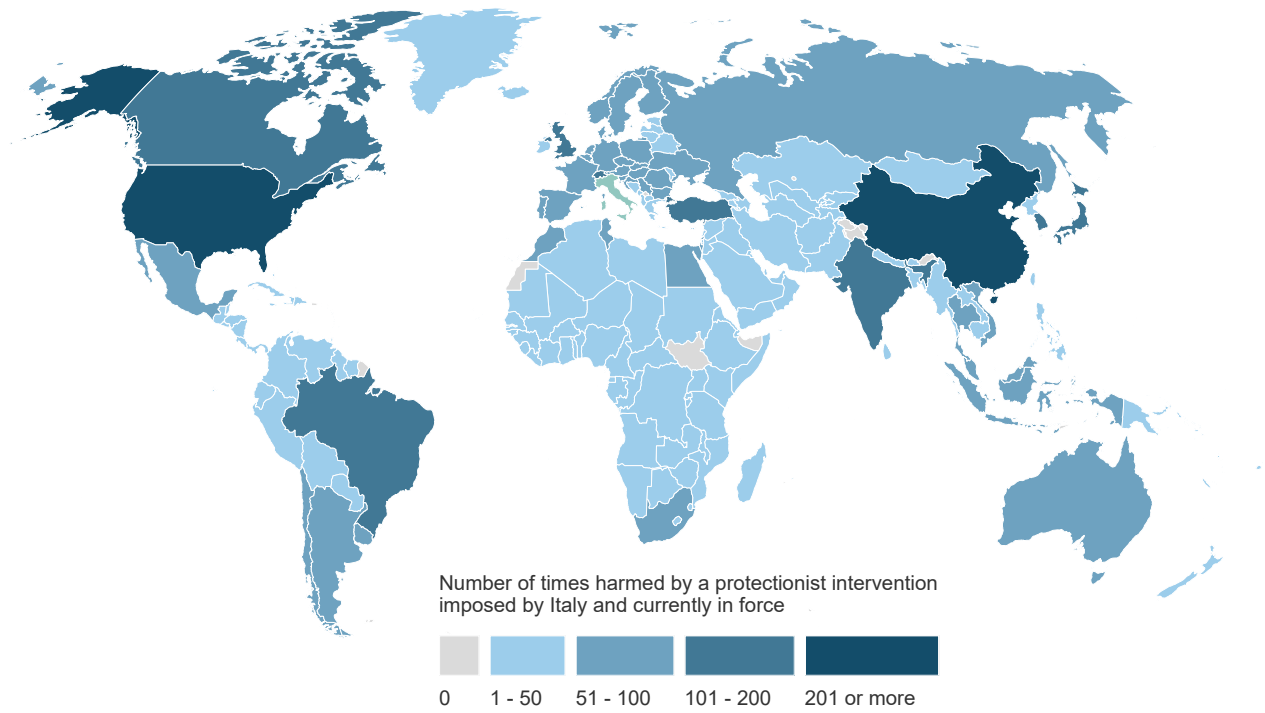 Number of times harmed by a protectionist intervention
imposed by Italy and currently in force
0 1 - 50 51 - 100 101 - 200 201 or more